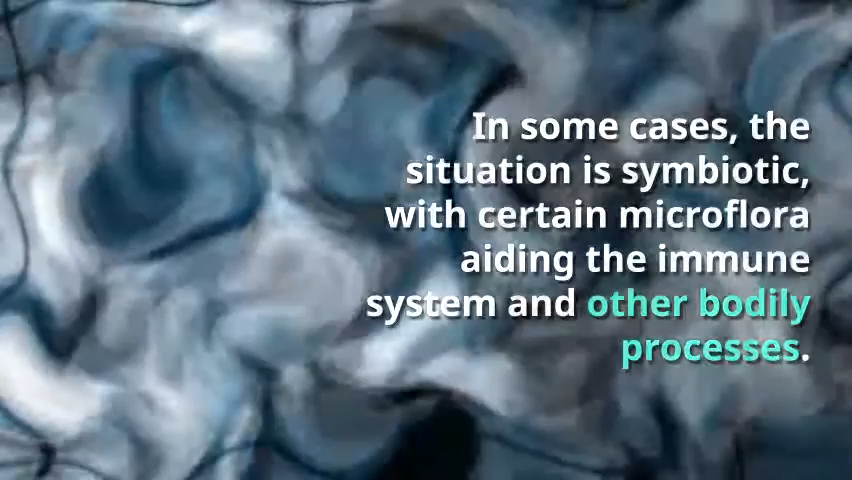 In some cases, the
situation is symbiotic,
with certain microflora
aiding the immune
system and other bodily
processes.